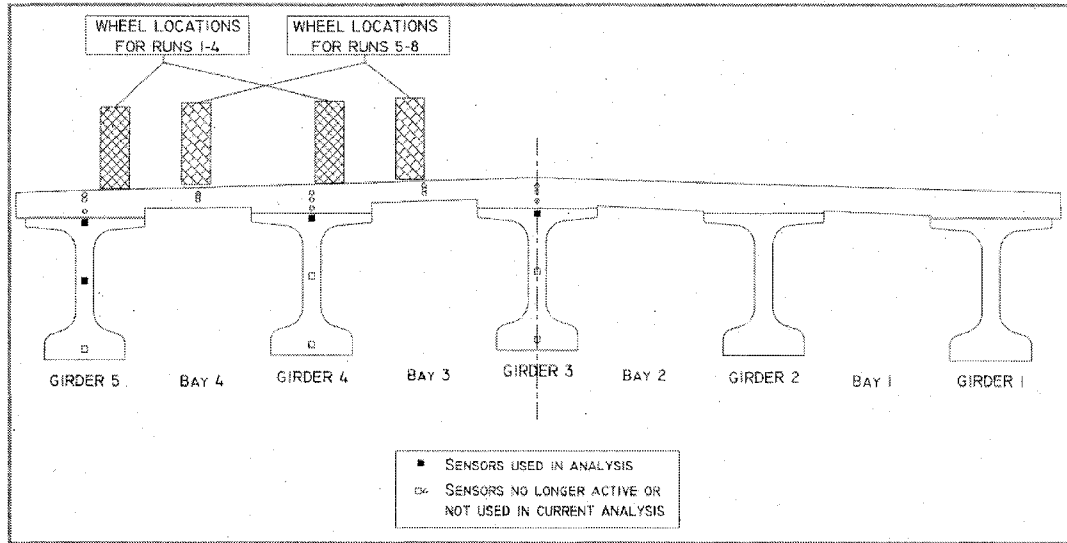 WHEEL LOCATIONS
FOR RUNS 1-4
WHEEL LOCATIONS
FOR RUNS 5-8
GIRDER 5
BAY 4
GIRDER 4
BAY 3
GIRDER 3
BAY 2
GIRDER 2
BAY 1
GIRDER 1
SENSORS USED IN ANALYSIS
SENSORS NO LONGER ACTIVE OR
NOT USED IN CURRENT ANALYSIS